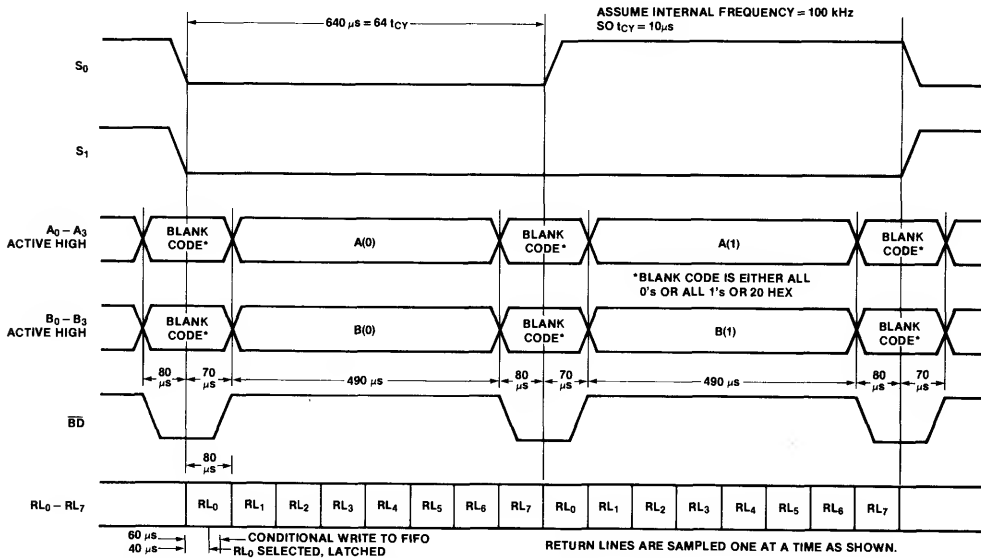 640 μs = 64 tCY
ASSUME INTERNAL FREQUENCY = 100 kHz
SO tCY = 10μs
S0
S1
A0 – A3
ACTIVE HIGH
BLANK
CODE*
A(0)
BLANK
CODE*
A(1)
BLANK
CODE*
*BLANK CODE IS EITHER ALL
0's OR ALL 1's OR 20 HEX
B0 – B3
ACTIVE HIGH
BLANK
CODE*
B(0)
BLANK
CODE*
B(1)
BLANK
CODE*
80 μs
70 μs
490 μs
80 μs
70 μs
490 μs
80 μs
70 μs
BD
80 μs
RL0 – RL7
RL0 RL1 RL2 RL3 RL4 RL5 RL6 RL7 RL0 RL1 RL2 RL3 RL4 RL5 RL6 RL7
60 μs
CONDITIONAL WRITE TO FIFO
40 μs
RL0 SELECTED, LATCHED
RETURN LINES ARE SAMPLED ONE AT A TIME AS SHOWN.